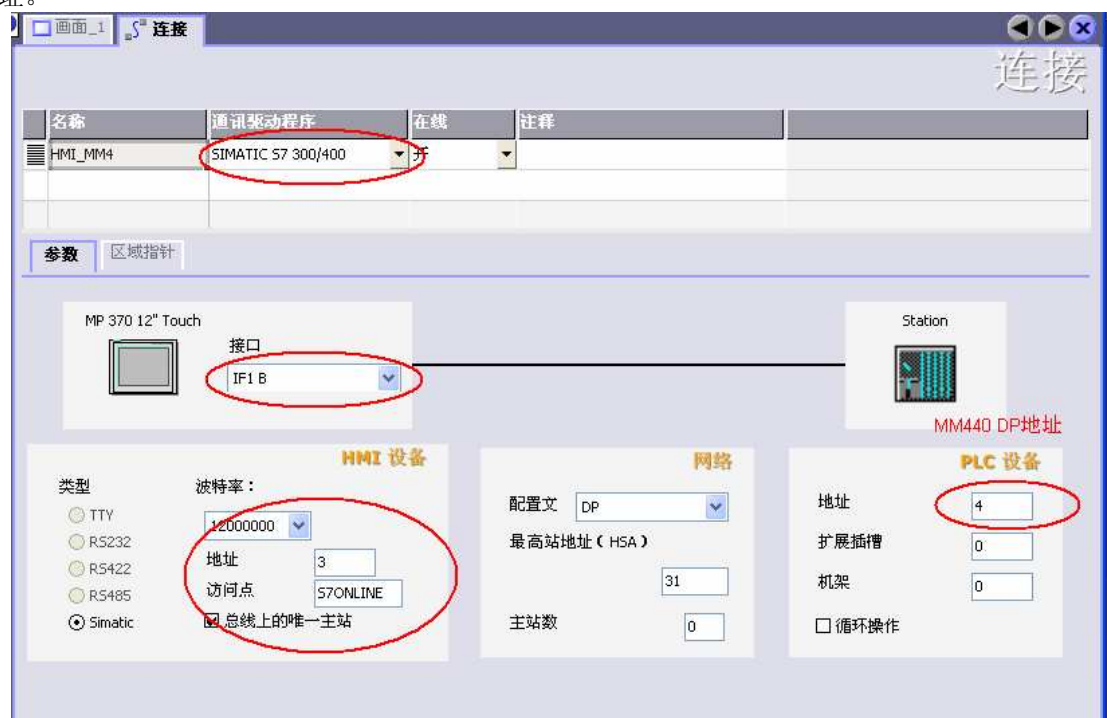 址。
画面_1
连接
连接
名称 通讯驱动程序 在线 注释
HMI_MM4 SIMATIC S7 300/400 开
参数 区域指针
MP 370 12" Touch
接口
IF1 B
Station
MM440 DP地址
HMI 设备
类型 波特率：
TTY
12000000
RS232
地址 3
RS422
访问点 S7ONLINE
RS485
Simatic 总线上的唯一主站
网络
配置文 DP
最高站地址（HSA）
31
主站数 0
PLC 设备
地址 4
扩展插槽 0
机架 0
循环操作